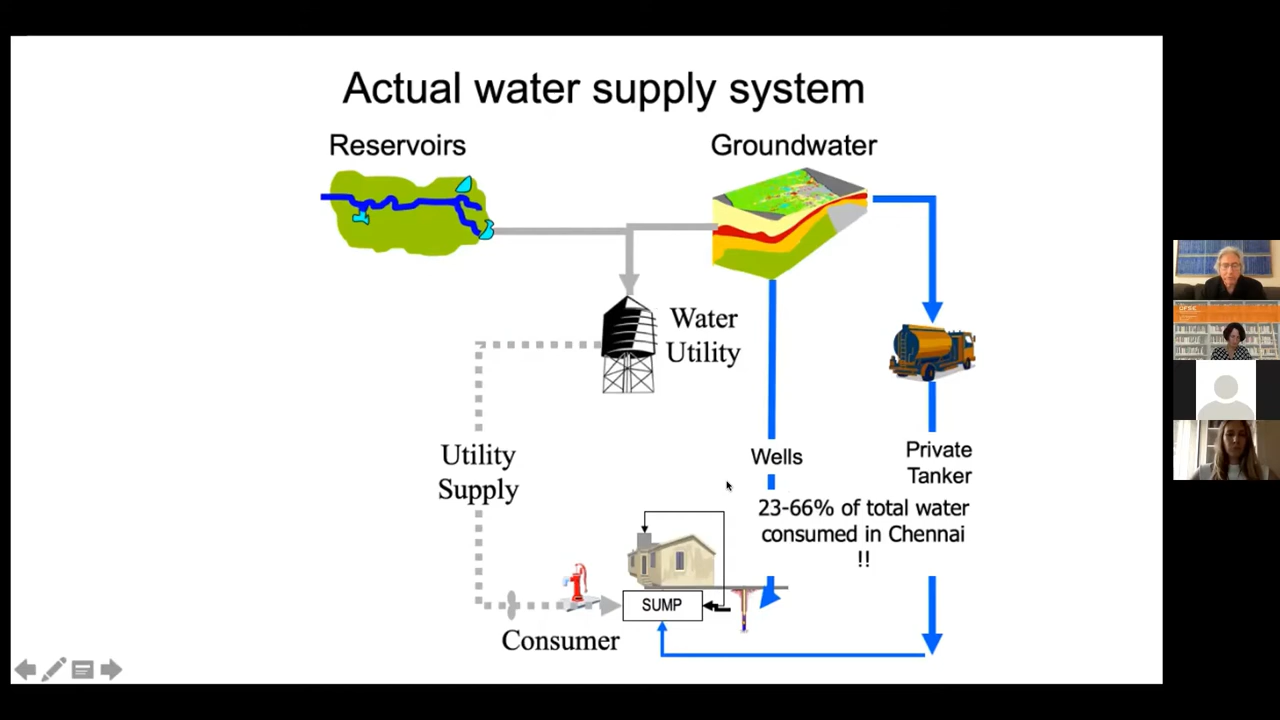 Actual water supply system
Reservoirs
Groundwater
Water
Utility
Utility
Supply
Wells
Private
Tanker
23-66% of total water
consumed in Chennai
!!
SUMP
Consumer